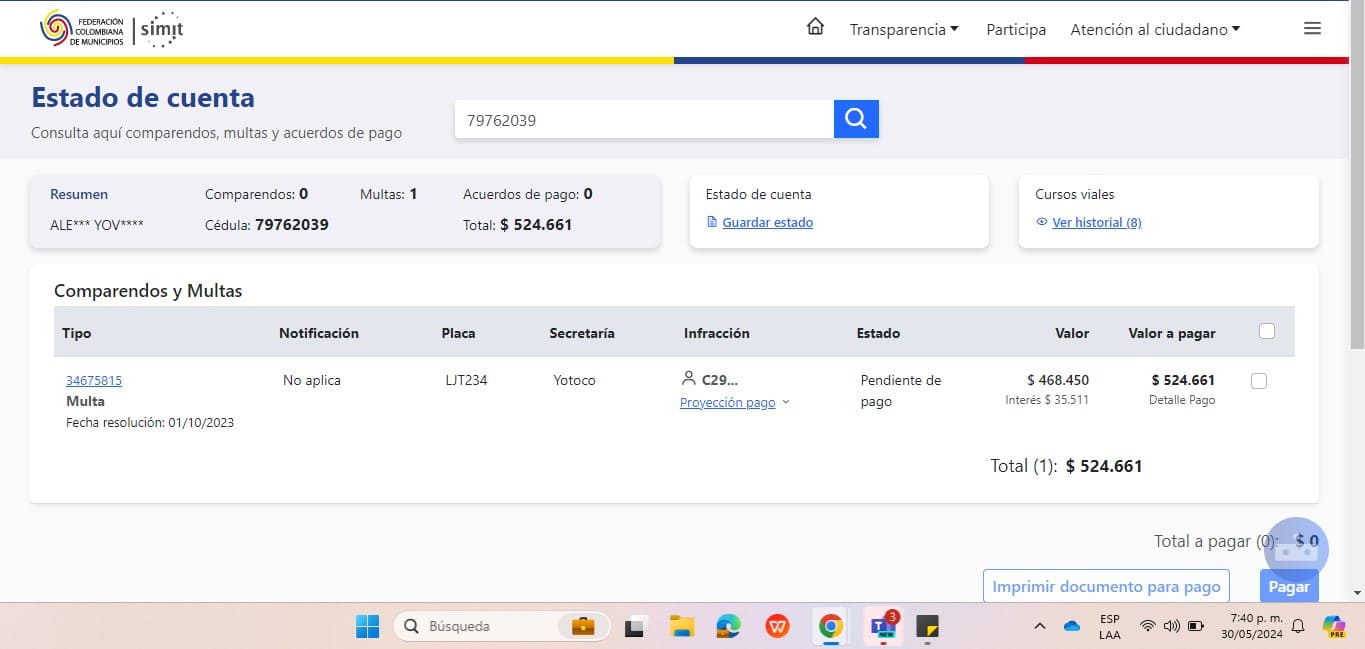 FEDERACIÓN
COLOMBIANA
DE MUNICIPIOS
simit
Transparencia
Participa
Atención al ciudadano
Estado de cuenta
Consulta aquí comparendos, multas y acuerdos de pago
79762039
Resumen
Comparendos: 0
Multas: 1
Acuerdos de pago: 0
ALE*** YOV****
Cédula: 79762039
Total: $ 524.661
Estado de cuenta
Guardar estado
Cursos viales
Ver historial (8)
Comparendos y Multas
Tipo Notificación Placa Secretaría Infracción Estado Valor Valor a pagar
34675815 No aplica LJT234 Yotoco C29... Pendiente de $ 468.450 $ 524.661
Multa Proyección pago pago Interés $ 35.511 Detalle Pago
Fecha resolución: 01/10/2023
Total (1): $ 524.661
Total a pagar (0): $ 0
Imprimir documento para pago
Pagar
Búsqueda
3
T
NEW
W
ESP
LAA
7:40 p. m.
30/05/2024
PRE